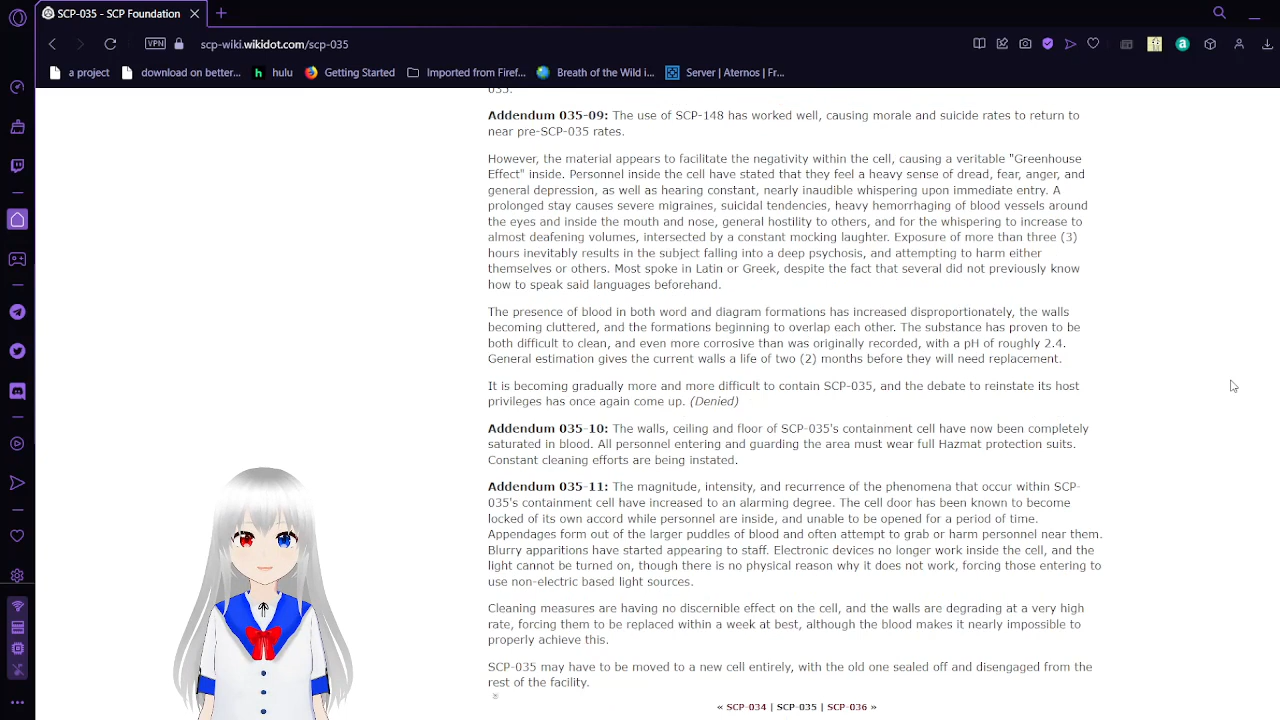 SCP-035 - SCP Foundation
VPN
scp-wiki.wikidot.com/scp-035
a project
download on better...
h hulu
Getting Started
Imported from Firef...
Breath of the Wild i...
Server | Aternos | Fr...
035.
Addendum 035-09: The use of SCP-148 has worked well, causing morale and suicide rates to return to
near pre-SCP-035 rates.
However, the material appears to facilitate the negativity within the cell, causing a veritable "Greenhouse
Effect" inside. Personnel inside the cell have stated that they feel a heavy sense of dread, fear, anger, and
general depression, as well as hearing constant, nearly inaudible whispering upon immediate entry. A
prolonged stay causes severe migraines, suicidal tendencies, heavy hemorrhaging of blood vessels around
the eyes and inside the mouth and nose, general hostility to others, and for the whispering to increase to
almost deafening volumes, intersected by a constant mocking laughter. Exposure of more than three (3)
hours inevitably results in the subject falling into a deep psychosis, and attempting to harm either
themselves or others. Most spoke in Latin or Greek, despite the fact that several did not previously know
how to speak said languages beforehand.
The presence of blood in both word and diagram formations has increased disproportionately, the walls
becoming cluttered, and the formations beginning to overlap each other. The substance has proven to be
both difficult to clean, and even more corrosive than was originally recorded, with a pH of roughly 2.4.
General estimation gives the current walls a life of two (2) months before they will need replacement.
It is becoming gradually more and more difficult to contain SCP-035, and the debate to reinstate its host
privileges has once again come up. (Denied)
Addendum 035-10: The walls, ceiling and floor of SCP-035's containment cell have now been completely
saturated in blood. All personnel entering and guarding the area must wear full Hazmat protection suits.
Constant cleaning efforts are being instated.
Addendum 035-11: The magnitude, intensity, and recurrence of the phenomena that occur within SCP-
035's containment cell have increased to an alarming degree. The cell door has been known to become
locked of its own accord while personnel are inside, and unable to be opened for a period of time.
Appendages form out of the larger puddles of blood and often attempt to grab or harm personnel near them.
Blurry apparitions have started appearing to staff. Electronic devices no longer work inside the cell, and the
light cannot be turned on, though there is no physical reason why it does not work, forcing those entering to
use non-electric based light sources.
Cleaning measures are having no discernible effect on the cell, and the walls are degrading at a very high
rate, forcing them to be replaced within a week at best, although the blood makes it nearly impossible to
properly achieve this.
SCP-035 may have to be moved to a new cell entirely, with the old one sealed off and disengaged from the
rest of the facility.
« SCP-034 | SCP-035 | SCP-036 »